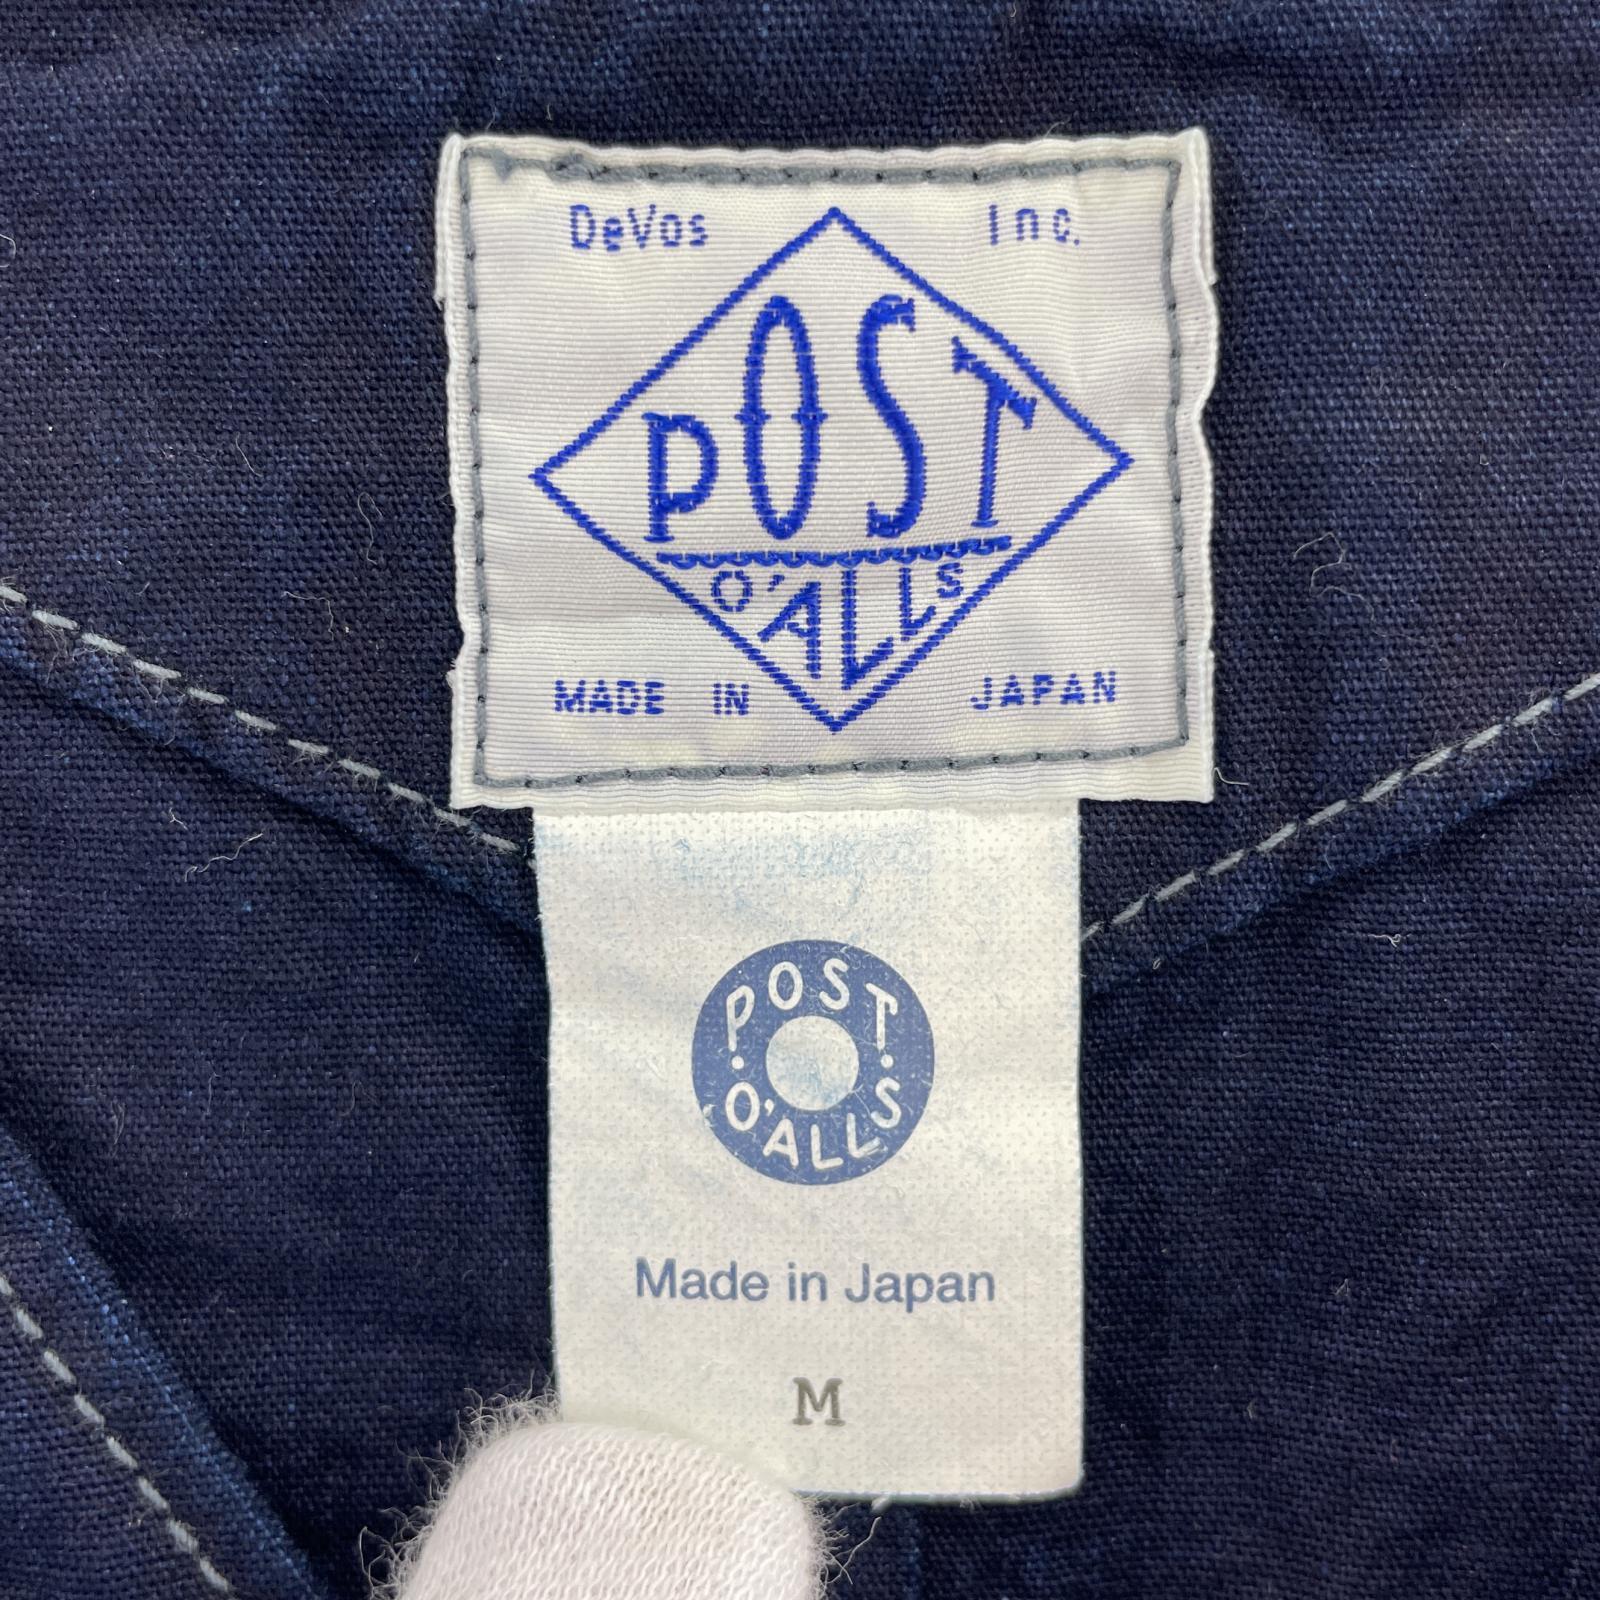 DeVos Inc.
POST
O'ALLS
MADE IN JAPAN
POST
O'ALLS
Made in Japan
M